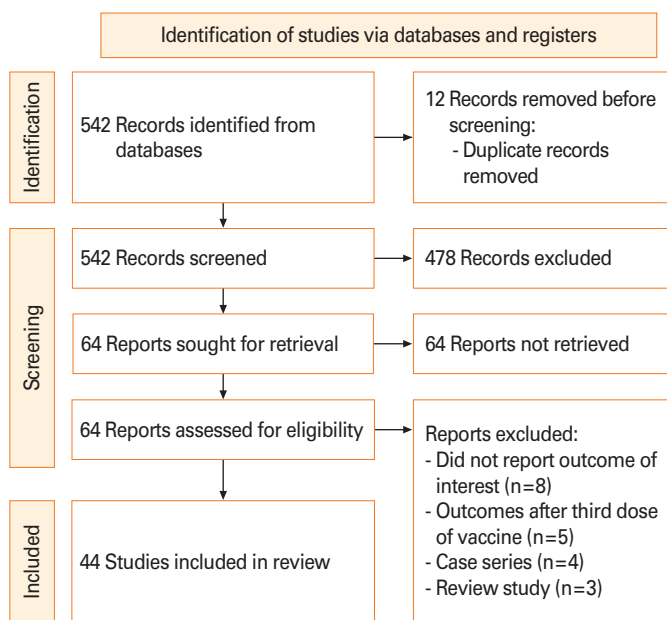 Identification of studies via databases and registers
Identification
542 Records identified from
databases
12 Records removed before
screening:
- Duplicate records
removed
Screening
542 Records screened
478 Records excluded
64 Reports sought for retrieval
64 Reports not retrieved
64 Reports assessed for eligibility
Reports excluded:
- Did not report outcome of
interest (n=8)
- Outcomes after third dose
of vaccine (n=5)
- Case series (n=4)
- Review study (n=3)
Included
44 Studies included in review